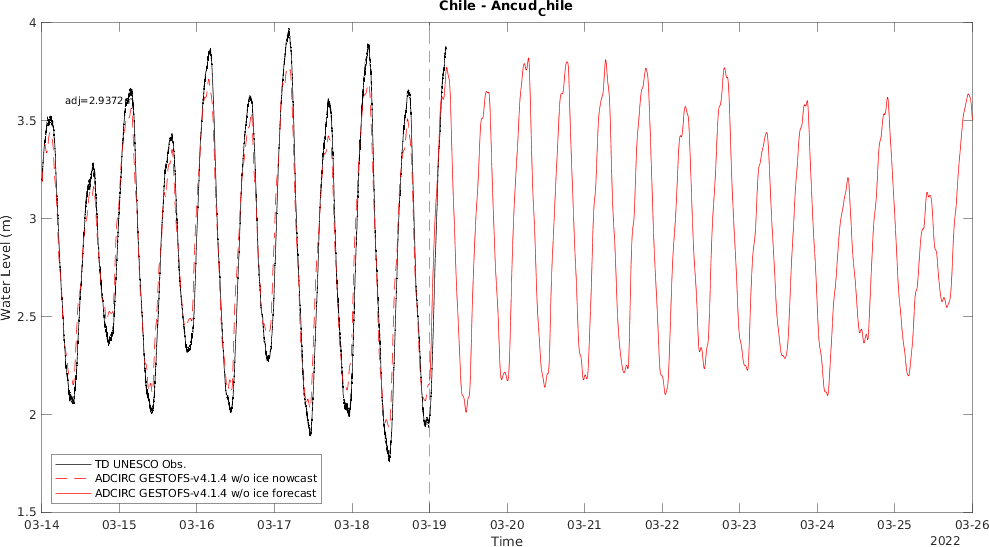 Chile - Ancud_Chile
4
adj=2.9372
3.5
3
2.5
2
1.5
Water Level (m)
TD UNESCO Obs.
ADCIRC GESTOFS-v4.1.4 w/o ice nowcast
ADCIRC GESTOFS-v4.1.4 w/o ice forecast
03-14 03-15 03-16 03-17 03-18 03-19 03-20 03-21 03-22 03-23 03-24 03-25 03-26
Time
2022